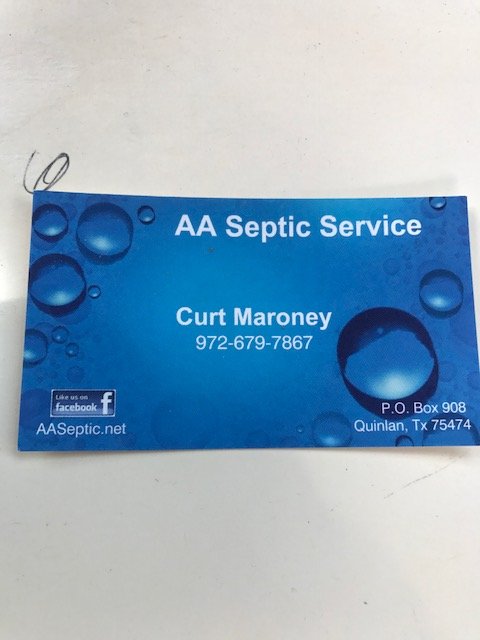 AA Septic Service
Curt Maroney
972-679-7867
Like us on
facebook f
AASeptic.net
P.O. Box 908
Quinlan, Tx 75474